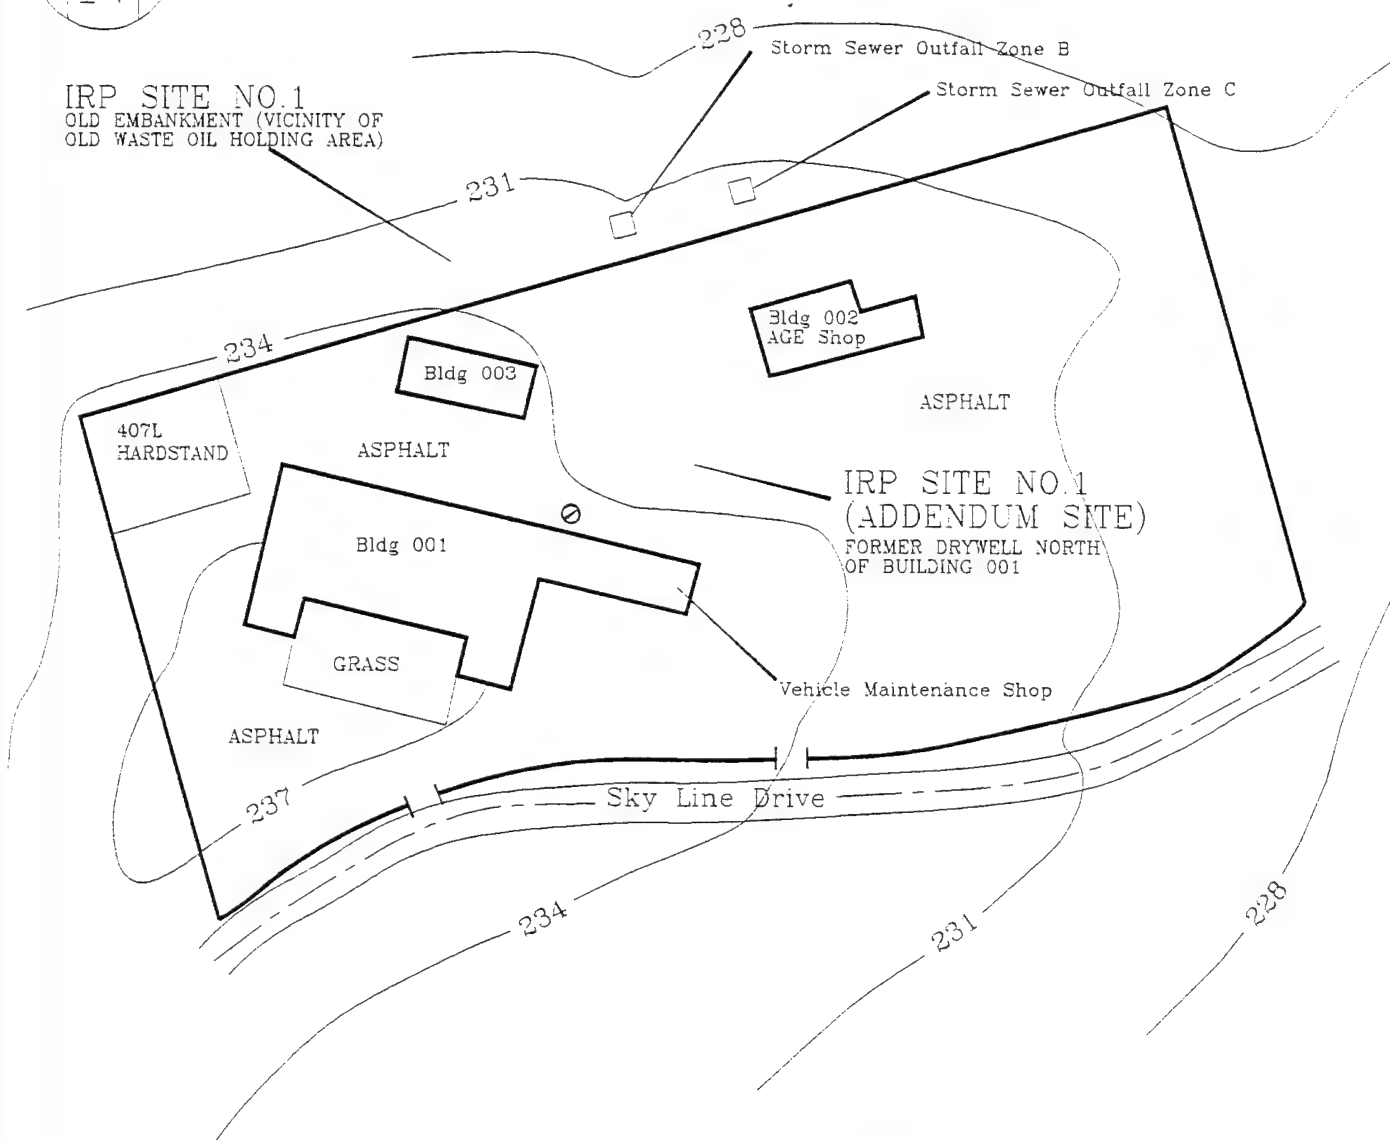 228
Storm Sewer Outfall Zone B
Storm Sewer Outfall Zone C
IRP SITE NO.1
OLD EMBANKMENT (VICINITY OF
OLD WASTE OIL HOLDING AREA)
231
234
Bldg 002
AGE Shop
Bldg 003
ASPHALT
407L
HARDSTAND
ASPHALT
IRP SITE NO.1
(ADDENDUM SITE)
FORMER DRYWELL NORTH
OF BUILDING 001
Bldg 001
GRASS
Vehicle Maintenance Shop
ASPHALT
237
Sky Line Drive
234
231
228